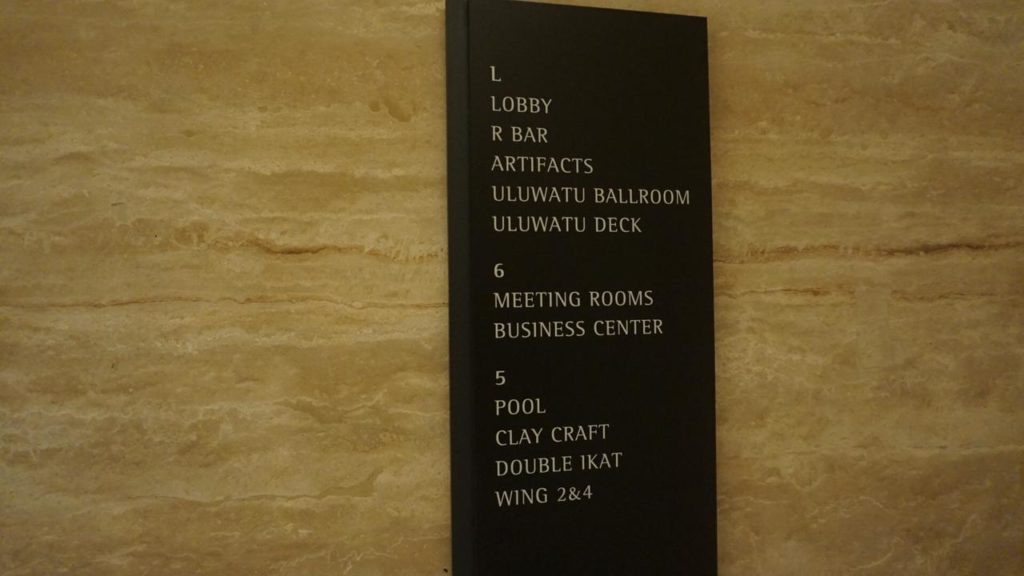 L
LOBBY
R BAR
ARTIFACTS
ULUWATU BALLROOM
ULUWATU DECK
6
MEETING ROOMS
BUSINESS CENTER
5
POOL
CLAY CRAFT
DOUBLE IKAT
WING 2&4